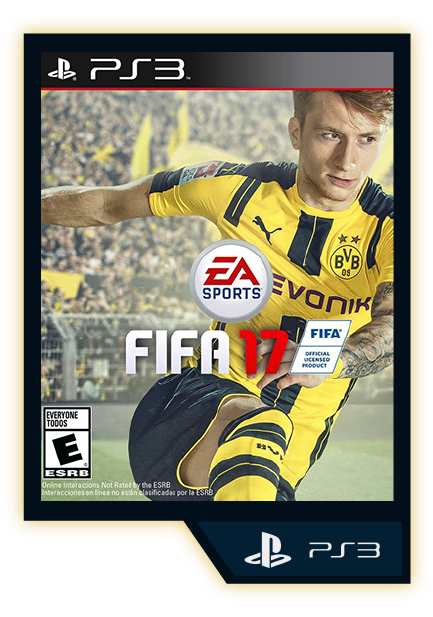 PS3
BVB
09
EVONIK
EA
SPORTS
FIFA 17
FIFA
OFFICIAL
LICENSED
PRODUCT
EVERYONE
TODOS
E
ESRB
BVB
Online Interactions Not Rated by the ESRB
Interacciones en línea no están clasificadas por la ESRB
PS3